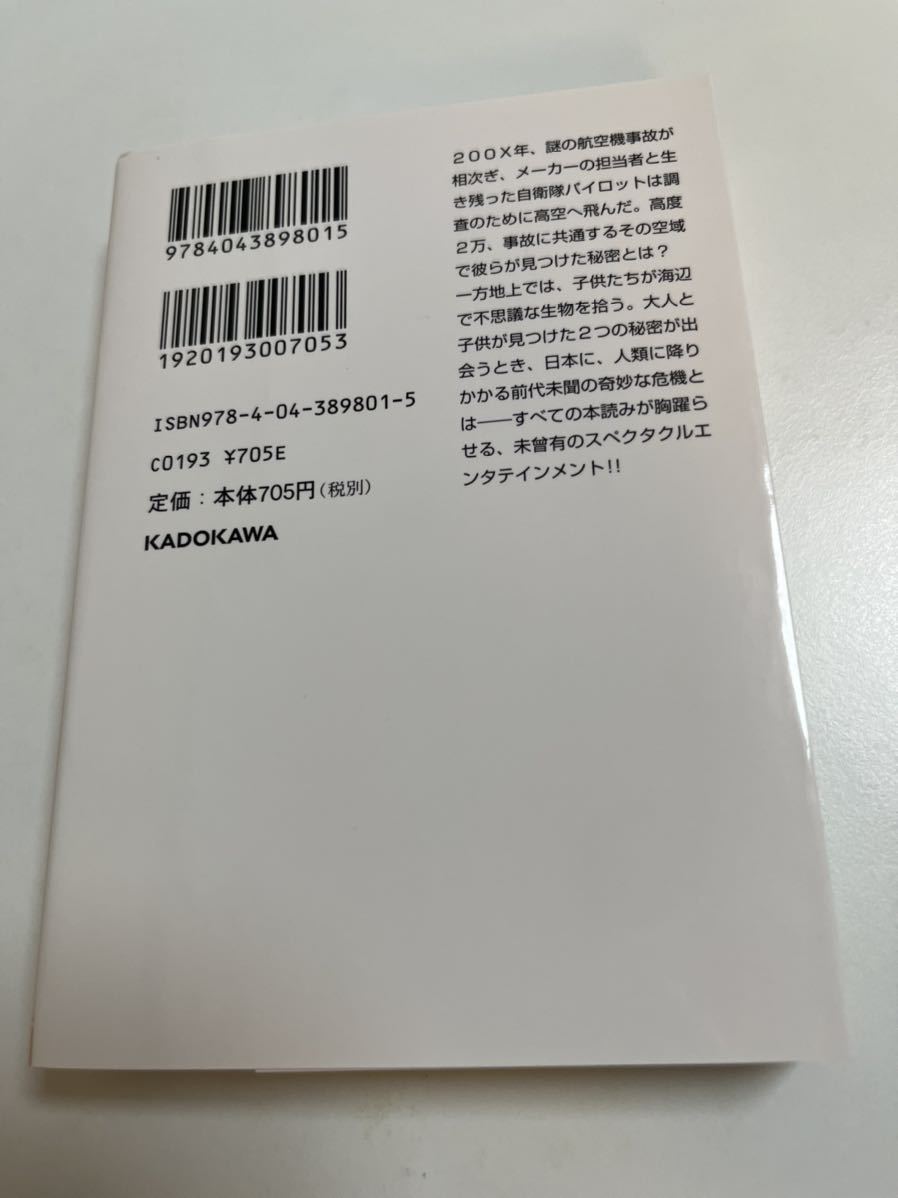 9784043898015
1920193007053
ISBN978-4-04-389801-5
C0193 ¥705E
定価：本体705円（税別）
KADOKAWA
２００X年、謎の航空機事故が
相次ぎ、メーカーの担当者と生
き残った自衛隊パイロットは調
査のために高空へ飛んだ。高度
２万、事故に共通するその空域
で彼らが見つけた秘密とは？
一方地上では、子供たちが海辺
で不思議な生物を拾う。大人と
子供が見つけた２つの秘密が出
会うとき、日本に、人類に降り
かかる前代未聞の奇妙な危機と
は――すべての本読みが胸躍ら
せる、未曾有のスペクタクルエ
ンタテインメント!!